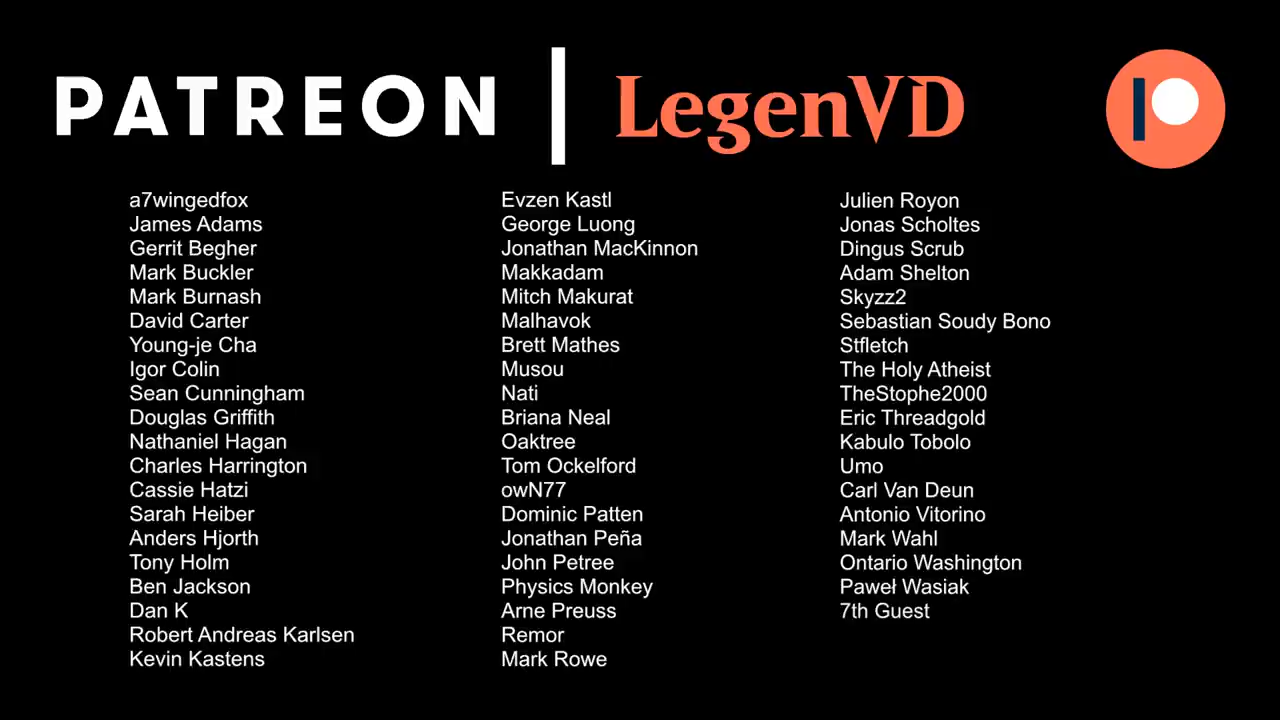 PATREON | LegenVD
a7wingedfox
James Adams
Gerrit Begher
Mark Buckler
Mark Burnash
David Carter
Young-je Cha
Igor Colin
Sean Cunningham
Douglas Griffith
Nathaniel Hagan
Charles Harrington
Cassie Hatzi
Sarah Heiber
Anders Hjorth
Tony Holm
Ben Jackson
Dan K
Robert Andreas Karlsen
Kevin Kastens
Evzen Kastl
George Luong
Jonathan MacKinnon
Makkadam
Mitch Makurat
Malhavok
Brett Mathes
Musou
Nati
Briana Neal
Oaktree
Tom Ockelford
owN77
Dominic Patten
Jonathan Peña
John Petree
Physics Monkey
Arne Preuss
Remor
Mark Rowe
Julien Royon
Jonas Scholtes
Dingus Scrub
Adam Shelton
Skyzz2
Sebastian Soudy Bono
Stfletch
The Holy Atheist
TheStophe2000
Eric Threadgold
Kabulo Tobolo
Umo
Carl Van Deun
Antonio Vitorino
Mark Wahl
Ontario Washington
Paweł Wasiak
7th Guest